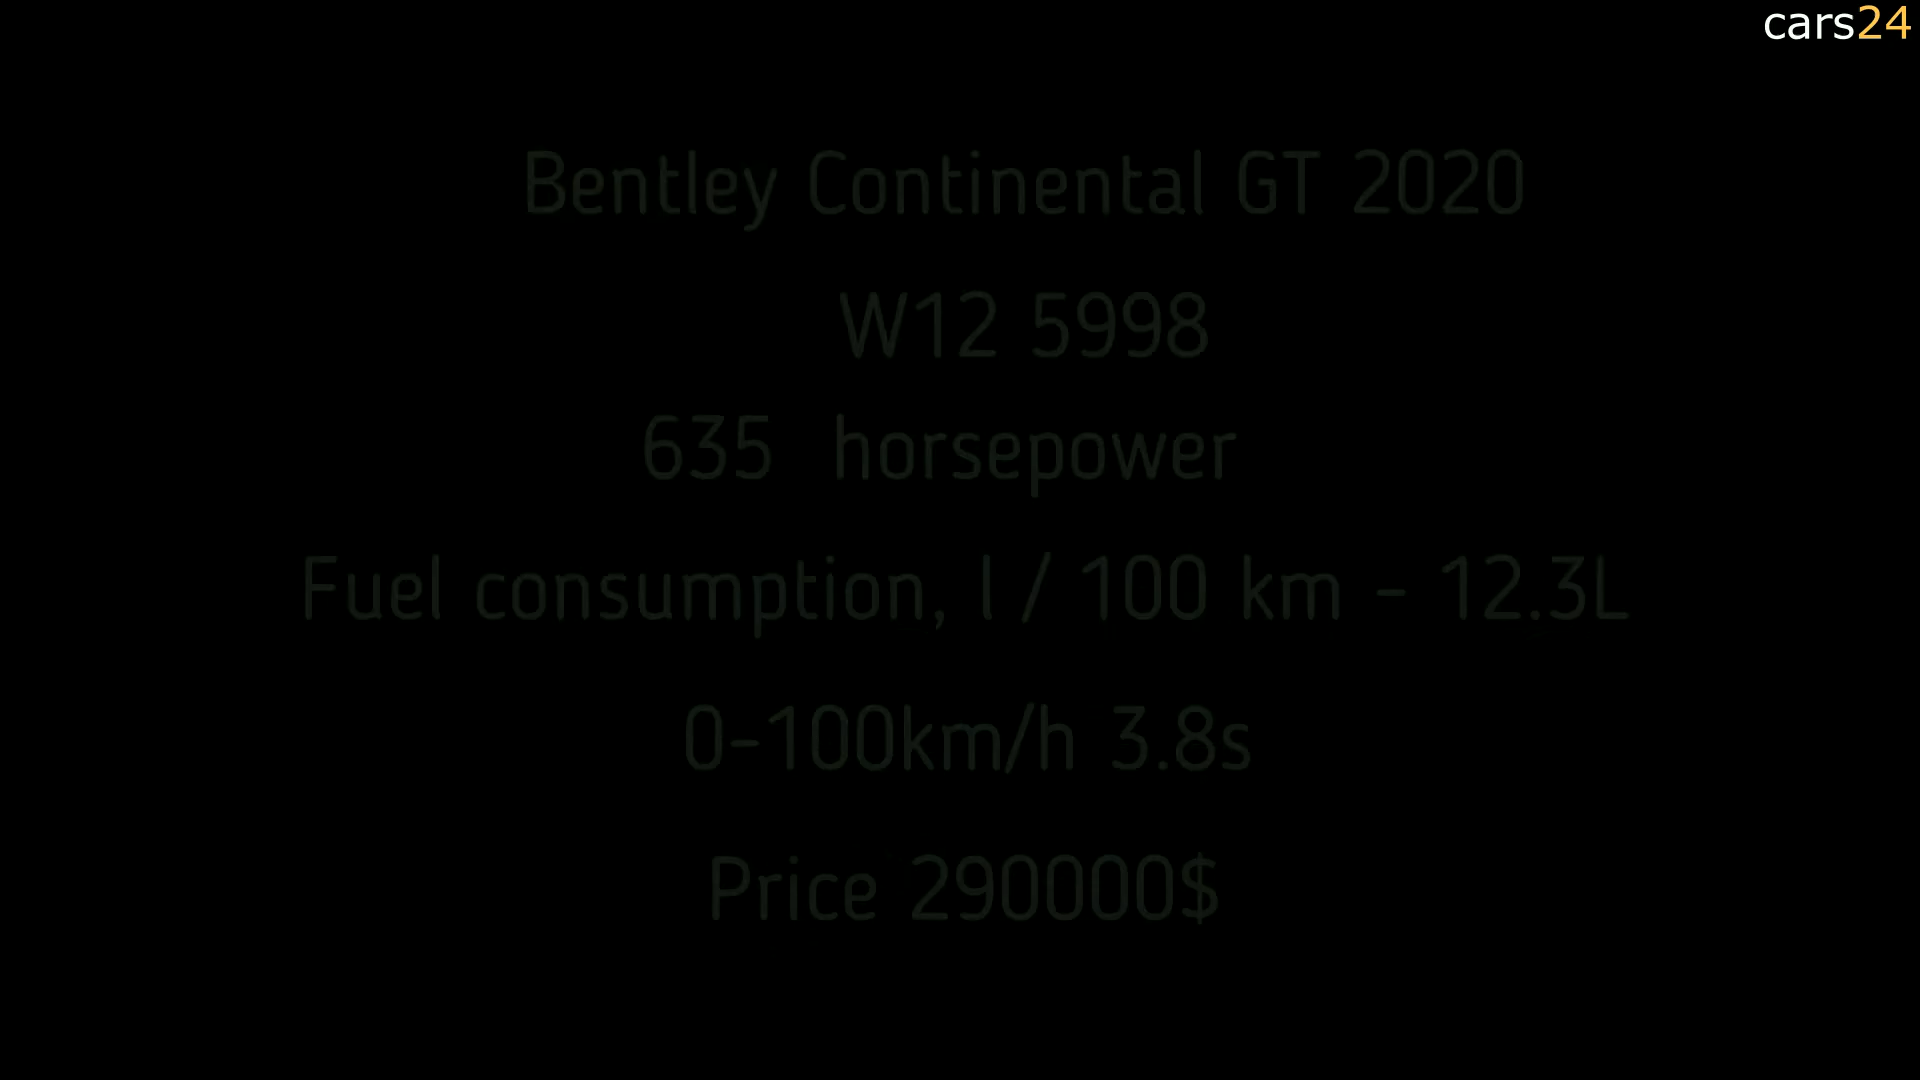 cars24
Bentley Continental GT 2020
W12 5998
635 horsepower
Fuel consumption, l / 100 km - 12.3L
0-100km/h 3.8s
Price 290000$